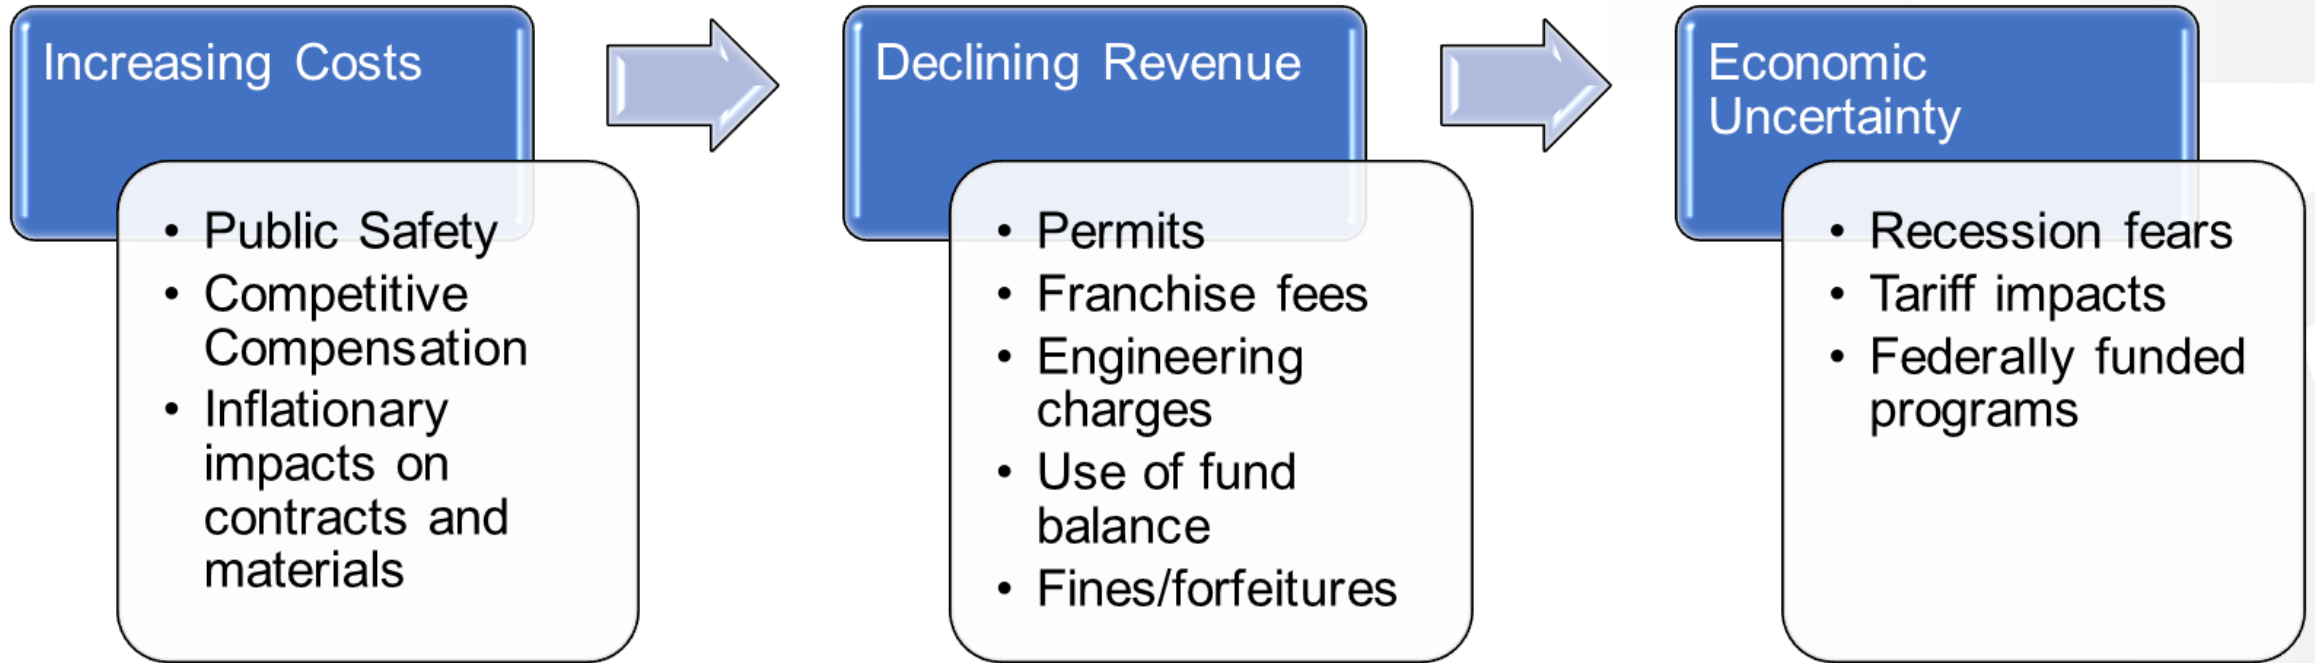 Increasing Costs
• Public Safety
• Competitive
Compensation
• Inflationary
impacts on
contracts and
materials
Declining Revenue
• Permits
• Franchise fees
• Engineering
charges
• Use of fund
balance
• Fines/forfeitures
Economic
Uncertainty
• Recession fears
• Tariff impacts
• Federally funded
programs